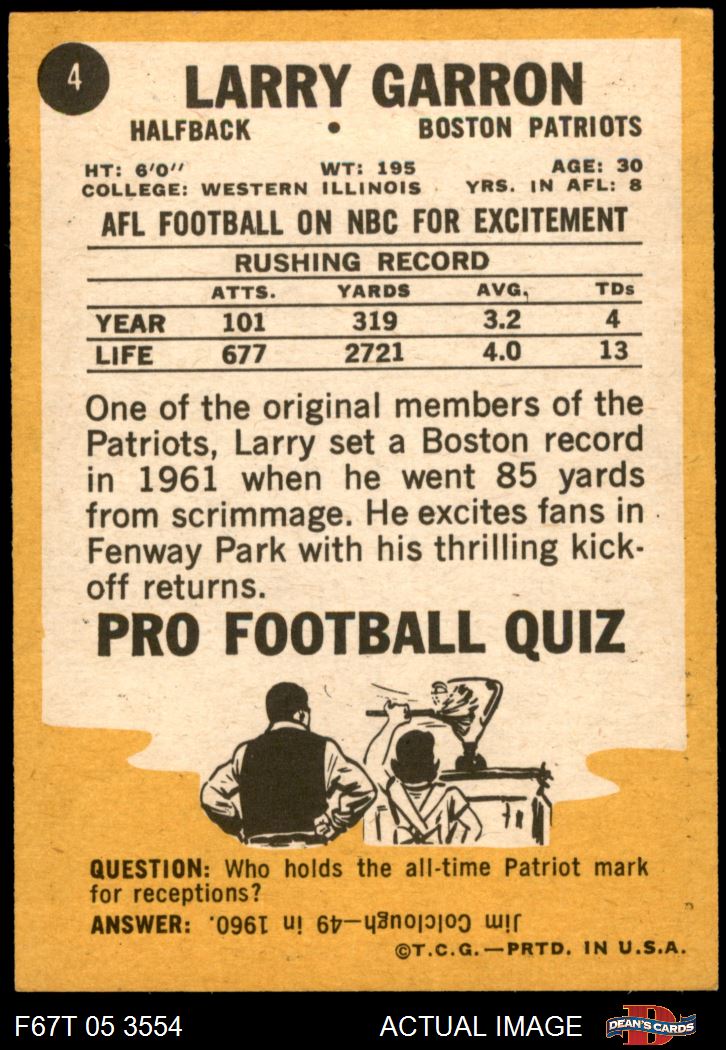 4
LARRY GARRON
HALFBACK • BOSTON PATRIOTS
HT: 6'0" WT: 195 AGE: 30
COLLEGE: WESTERN ILLINOIS YRS. IN AFL: 8
AFL FOOTBALL ON NBC FOR EXCITEMENT
RUSHING RECORD
ATTS. YARDS AVG. TDs
YEAR 101 319 3.2 4
LIFE 677 2721 4.0 13
One of the original members of the
Patriots, Larry set a Boston record
in 1961 when he went 85 yards
from scrimmage. He excites fans in
Fenway Park with his thrilling kick-
off returns.
PRO FOOTBALL QUIZ
QUESTION: Who holds the all-time Patriot mark
for receptions?
ANSWER: Jim Colclough—49 in 1960.
©T.C.G.—PRTD. IN U.S.A.
F67T 05 3554 ACTUAL IMAGE DEAN'S CARDS